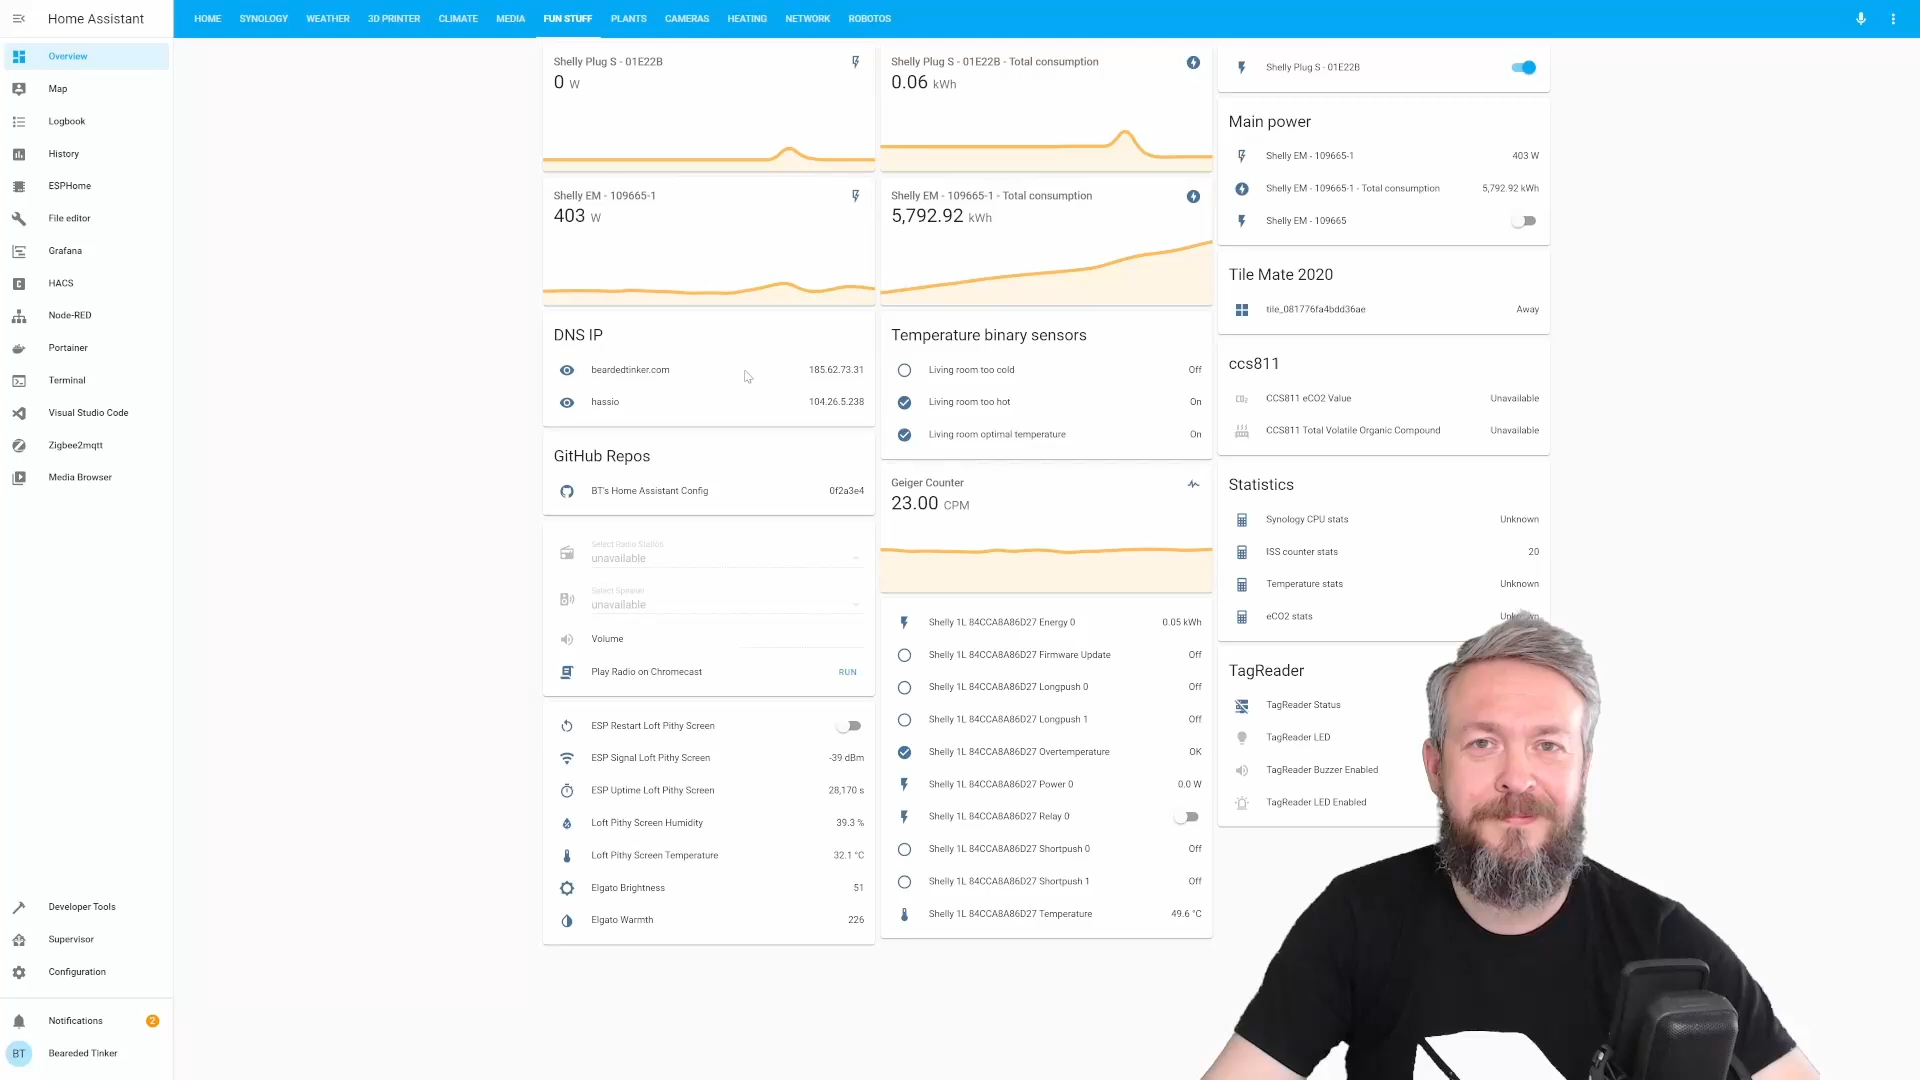 Home Assistant
HOME SYNOLOGY WEATHER 3D PRINTER CLIMATE MEDIA FUN STUFF PLANTS CAMERAS HEATING NETWORK ROBOTOS
Overview
Map
Logbook
History
ESPHome
File editor
Grafana
HACS
Node-RED
Portainer
Terminal
Visual Studio Code
Zigbee2mqtt
Media Browser
Developer Tools
Supervisor
Configuration
Notifications 2
BT Beareded Tinker
Shelly Plug S - 01E22B
0 W
Shelly EM - 109665-1
403 W
DNS IP
beardedtinker.com 185.62.73.31
hassio 104.26.5.238
GitHub Repos
BT's Home Assistant Config 0f2a3e4
Select Radio Station
unavailable
Select Speaker
unavailable
Volume
Play Radio on Chromecast RUN
ESP Restart Loft Pithy Screen
ESP Signal Loft Pithy Screen -39 dBm
ESP Uptime Loft Pithy Screen 28,170 s
Loft Pithy Screen Humidity 39.3 %
Loft Pithy Screen Temperature 32.1 °C
Elgato Brightness 51
Elgato Warmth 226
Shelly Plug S - 01E22B - Total consumption
0.06 kWh
Shelly EM - 109665-1 - Total consumption
5,792.92 kWh
Temperature binary sensors
Living room too cold Off
Living room too hot On
Living room optimal temperature On
Geiger Counter
23.00 CPM
Shelly 1L 84CCA8A86D27 Energy 0 0.05 kWh
Shelly 1L 84CCA8A86D27 Firmware Update Off
Shelly 1L 84CCA8A86D27 Longpush 0 Off
Shelly 1L 84CCA8A86D27 Longpush 1 Off
Shelly 1L 84CCA8A86D27 Overtemperature OK
Shelly 1L 84CCA8A86D27 Power 0 0.0 W
Shelly 1L 84CCA8A86D27 Relay 0
Shelly 1L 84CCA8A86D27 Shortpush 0 Off
Shelly 1L 84CCA8A86D27 Shortpush 1 Off
Shelly 1L 84CCA8A86D27 Temperature 49.6 °C
Shelly Plug S - 01E22B
Main power
Shelly EM - 109665-1 403 W
Shelly EM - 109665-1 - Total consumption 5,792.92 kWh
Shelly EM - 109665
Tile Mate 2020
tile_081776fa4bdd36ae Away
ccs811
CCS811 eCO2 Value Unavailable
CCS811 Total Volatile Organic Compound Unavailable
Statistics
Synology CPU stats Unknown
ISS counter stats 20
Temperature stats Unknown
eCO2 stats Unknown
TagReader
TagReader Status
TagReader LED
TagReader Buzzer Enabled
TagReader LED Enabled